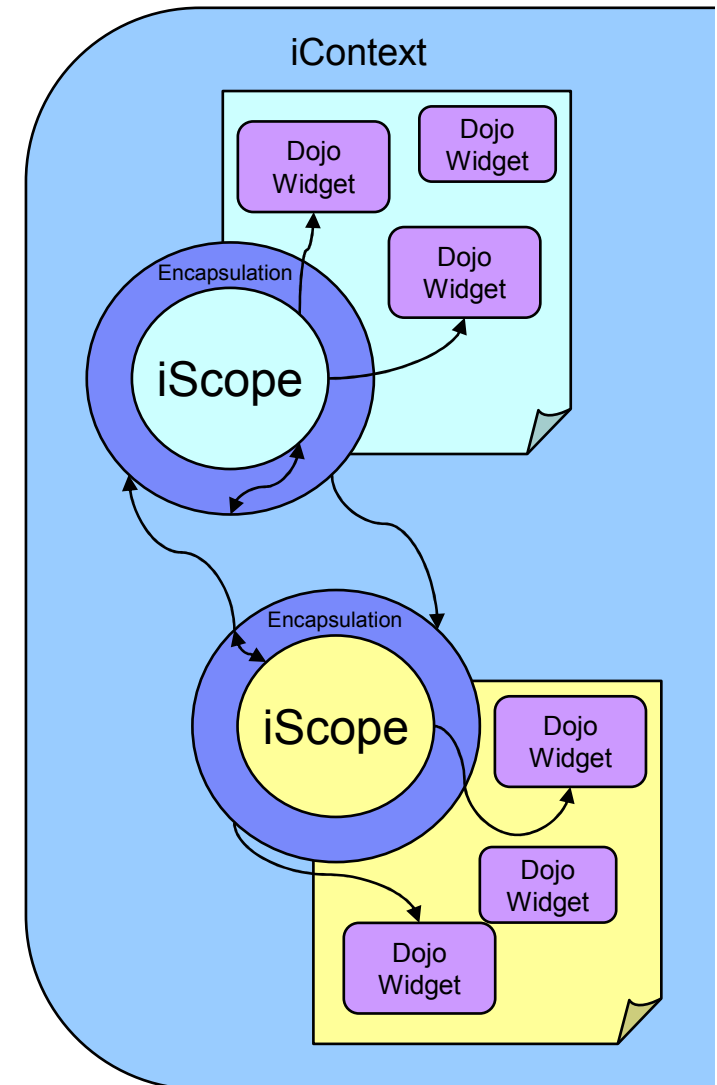 iContext
Dojo
Widget
Dojo
Widget
Dojo
Widget
Encapsulation
iScope
Encapsulation
iScope
Dojo
Widget
Dojo
Widget
Dojo
Widget